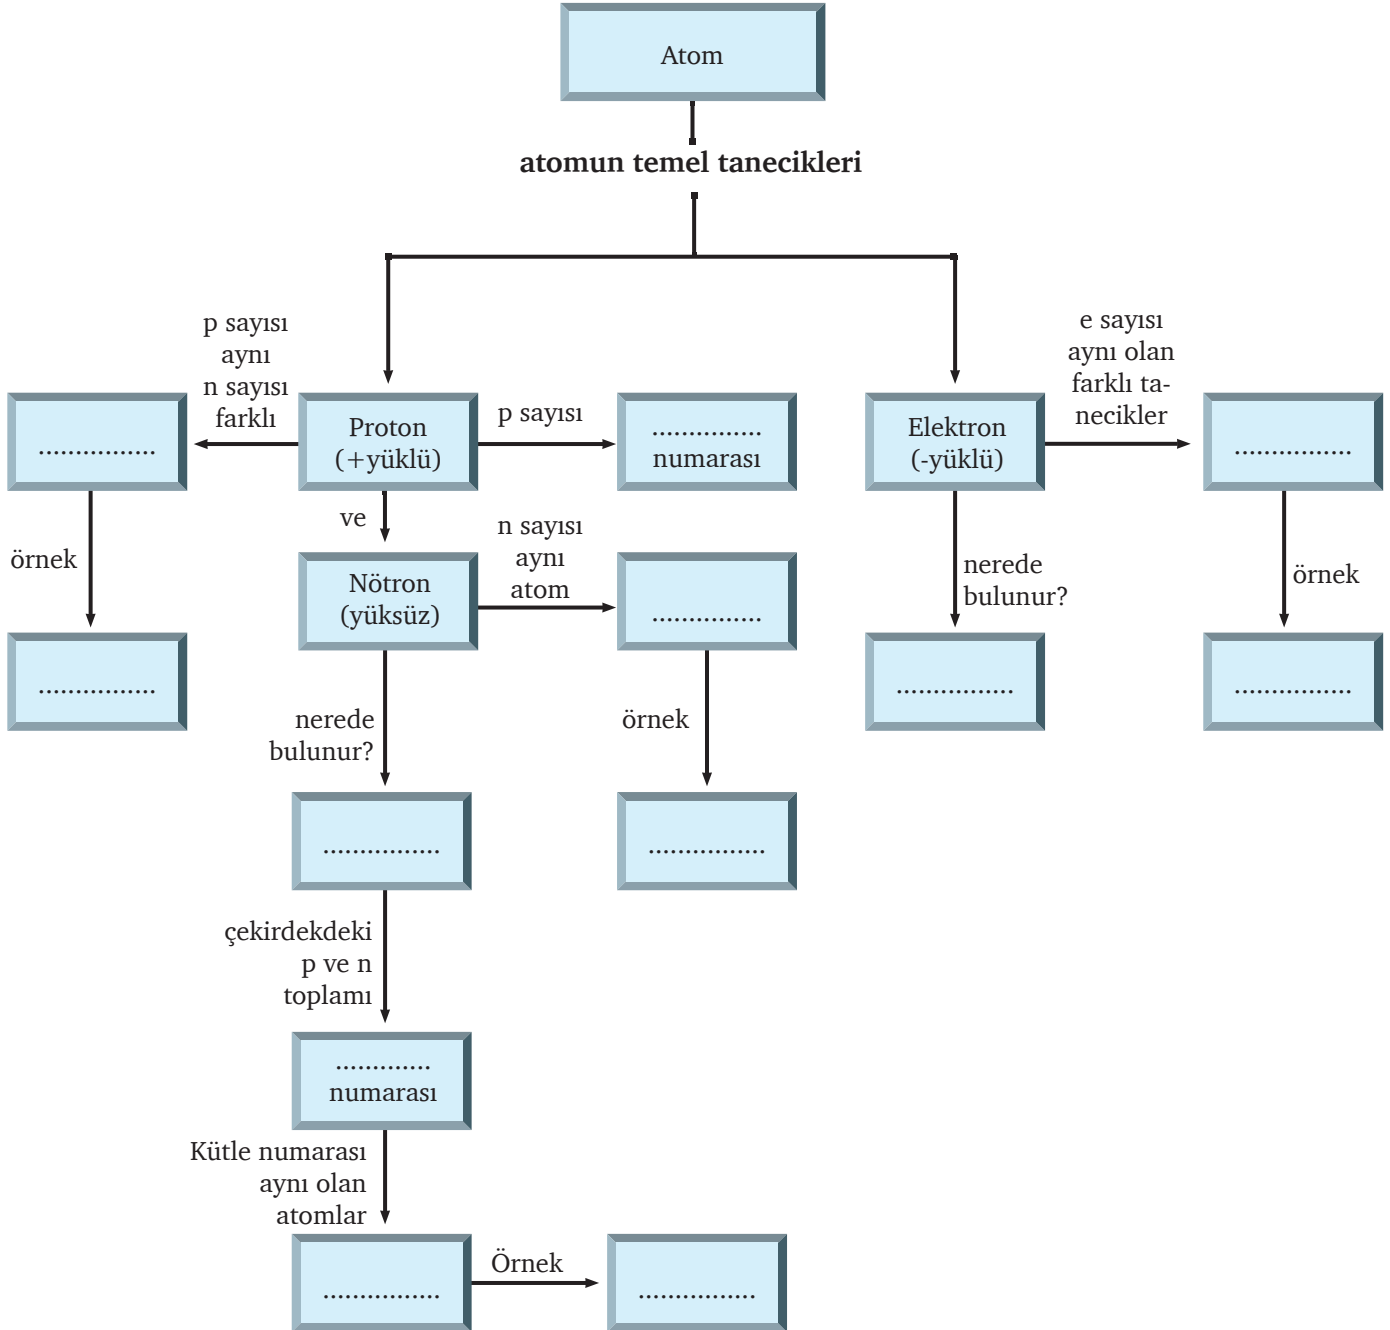 Atom
atomun temel tanecikleri
p sayısı
aynı
n sayısı
farklı
e sayısı
aynı olan
farklı ta-
necikler
................
Proton
(+yüklü)
p sayısı
...............
numarası
Elektron
(-yüklü)
................
örnek
ve
n sayısı
aynı
atom
nerede
bulunur?
örnek
Nötron
(yüksüz)
...............
................
................
................
nerede
bulunur?
örnek
................
................
çekirdekdeki
p ve n
toplamı
.............
numarası
Kütle numarası
aynı olan
atomlar
................
Örnek
................